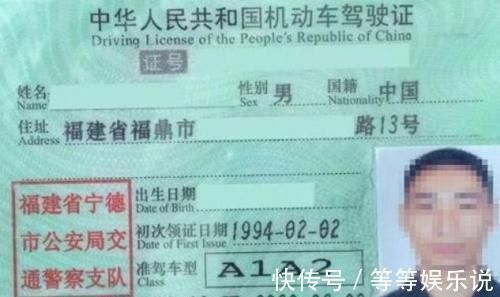 中华人民共和国机动车驾驶证
Driving License of the People's Republic of China
证号
姓名 性别 男 国籍 中国
Name Sex Nationality
住址 福建省福鼎市 路13号
Address
出生日期
Date of Birth
福建省宁德
市公安局交
通警察支队
初次领证日期 1994-02-02
Date of First Issue
准驾车型 A1A2
Class
快传号 / 等等娱乐说